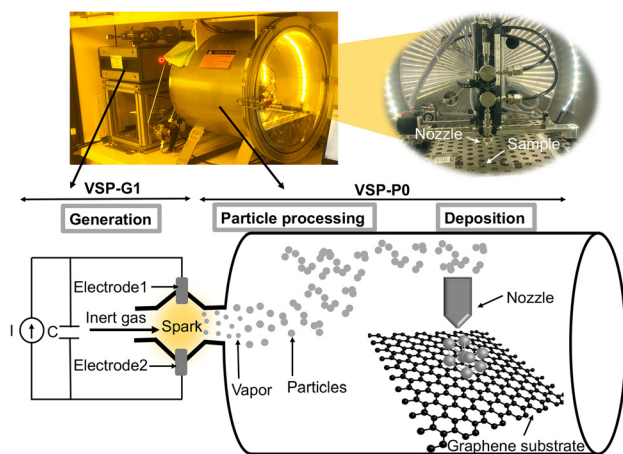 Nozzle
Sample
VSP-G1
VSP-P0
Generation
Particle processing
Deposition
Electrode1
Inert gas
Spark
I
C
Electrode2
Vapor
Particles
Nozzle
Graphene substrate